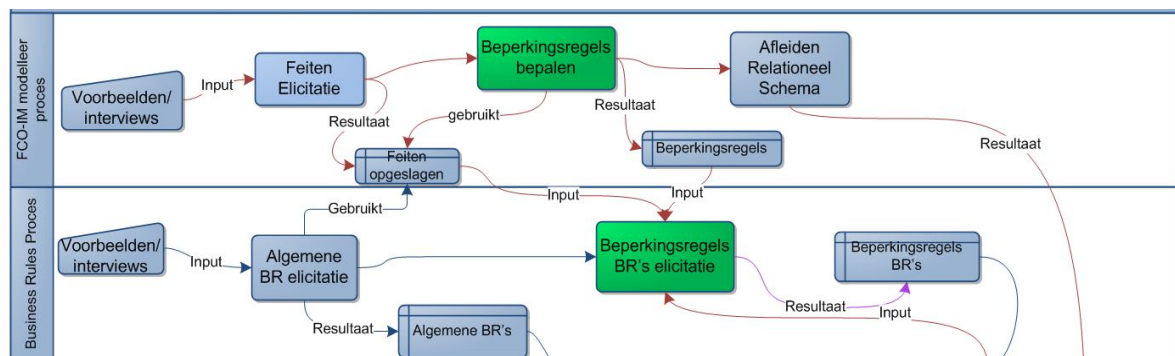 FCO-IM modelleer
proces
Voorbeelden/
interviews
Input
Feiten
Elicitatie
Resultaat
Beperkingsregels
bepalen
gebruikt
Resultaat
Afleiden
Relationeel
Schema
Feiten
opgeslagen
Beperkingsregels
Resultaat
Input
Input
Business Rules Proces
Voorbeelden/
interviews
Input
Algemene
BR elicitatie
Gebruikt
Resultaat
Algemene BR's
Beperkingsregels
BR's elicitatie
Resultaat
Input
Beperkingsregels
BR's